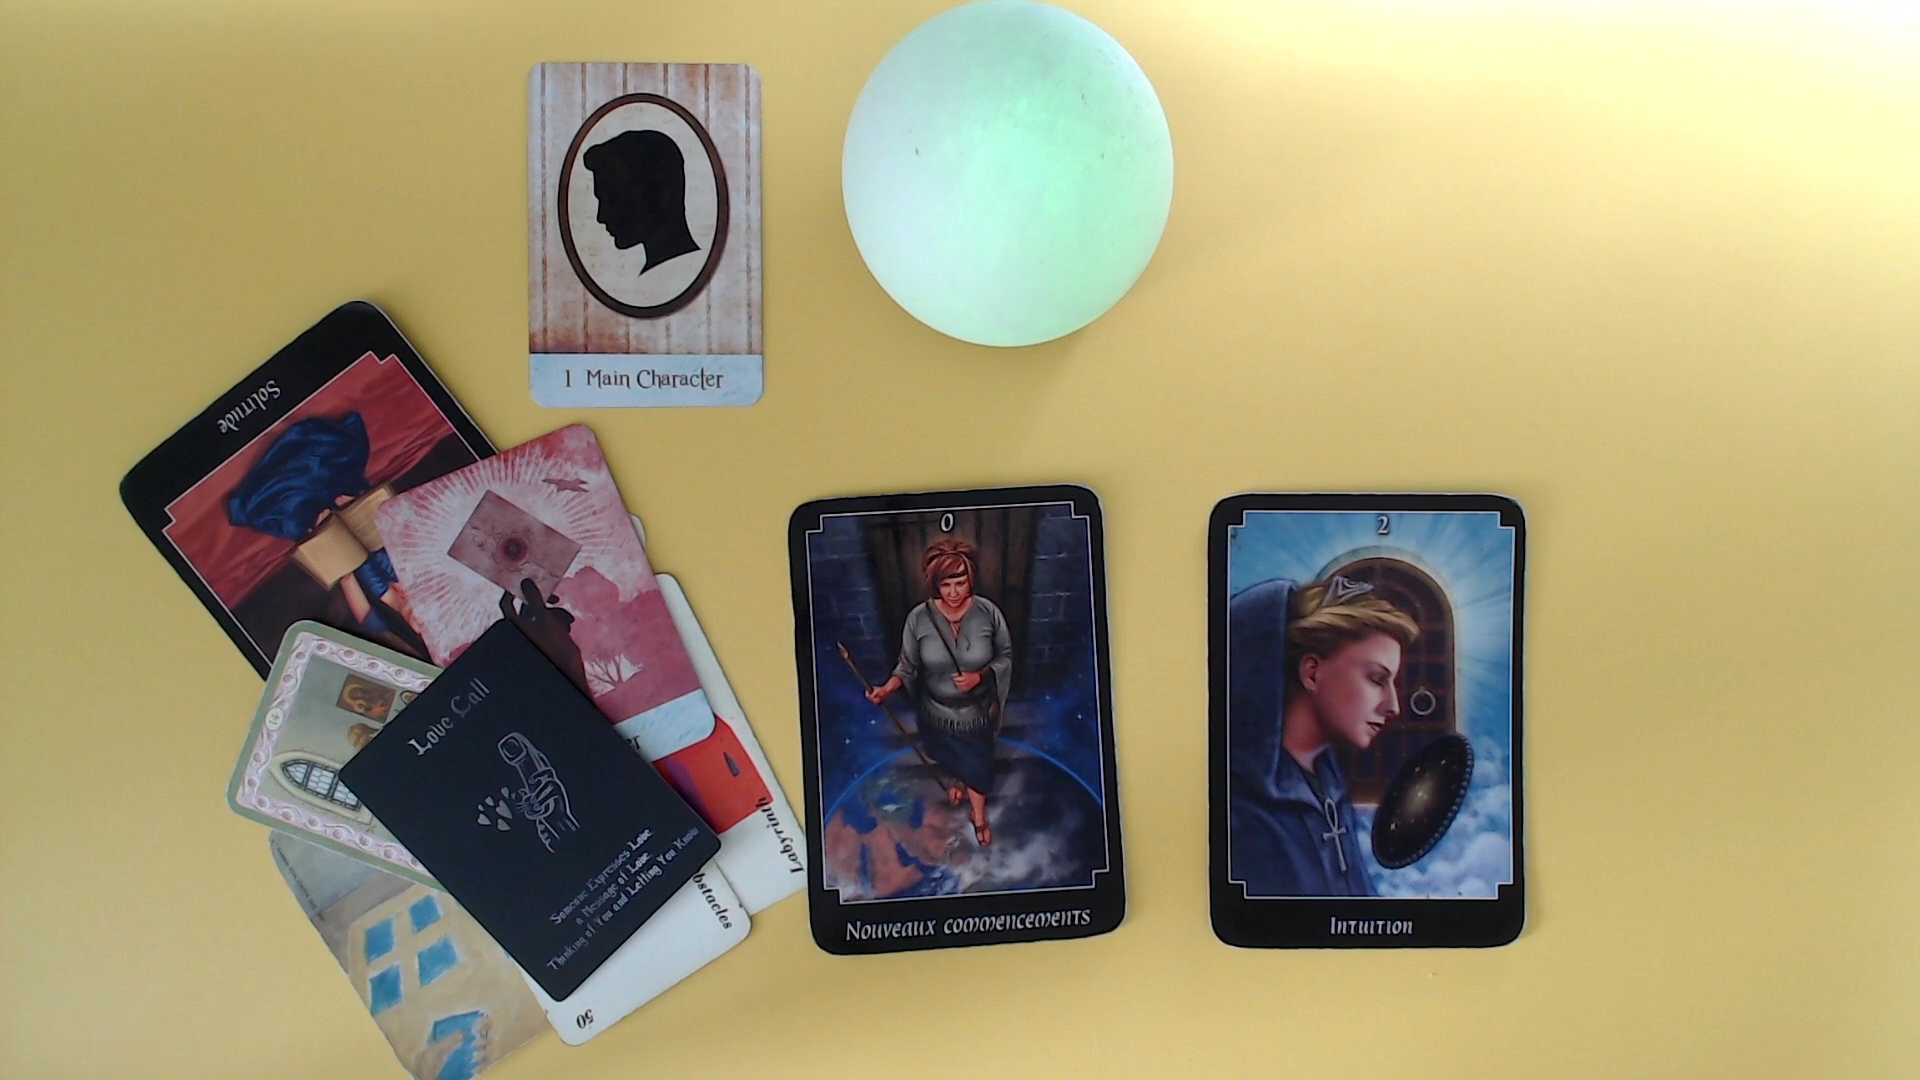 1 Main Character
Solitude
0
Nouveaux commencements
2
Intuition
Love Call
Someone Expresses Love
a Message of Love
Thinking of You and Letting You Know
Labyrinth
bstacles
50
er